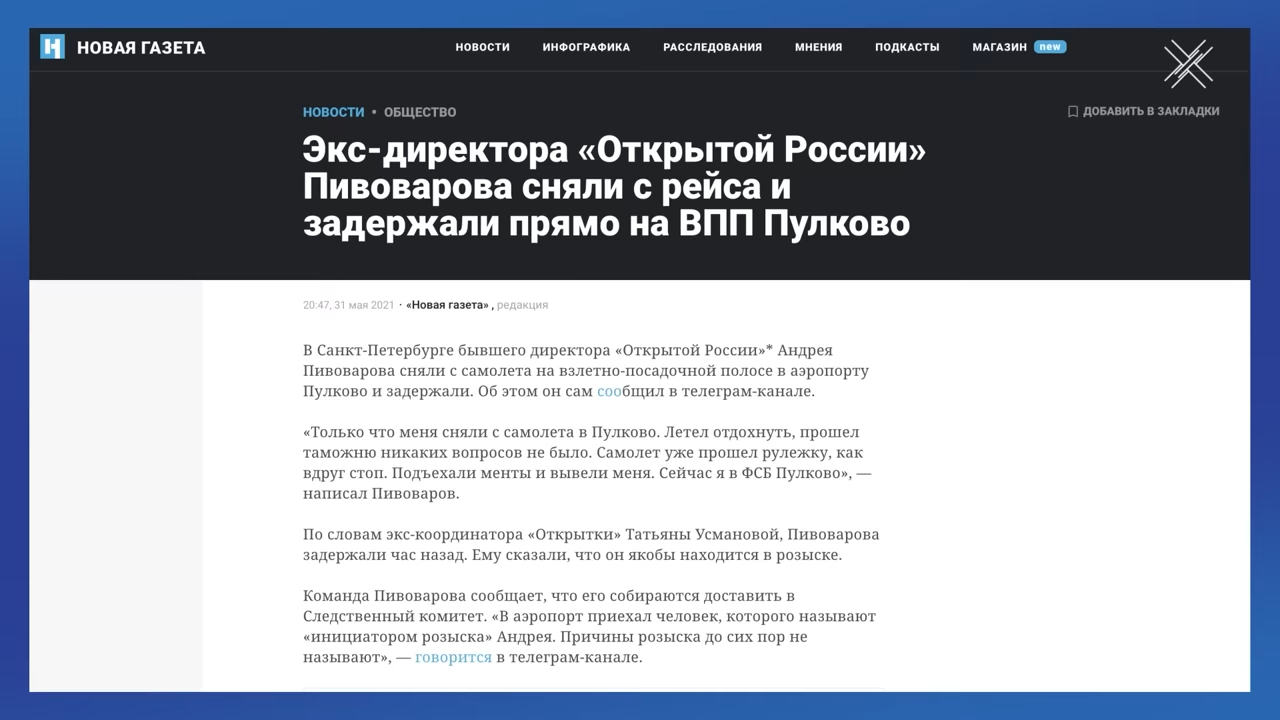 НОВАЯ ГАЗЕТА
НОВОСТИ ИНФОГРАФИКА РАССЛЕДОВАНИЯ МНЕНИЯ ПОДКАСТЫ МАГАЗИН new
НОВОСТИ • ОБЩЕСТВО
ДОБАВИТЬ В ЗАКЛАДКИ
Экс-директора «Открытой России»
Пивоварова сняли с рейса и
задержали прямо на ВПП Пулково
20:47, 31 мая 2021 · «Новая газета» , редакция
В Санкт-Петербурге бывшего директора «Открытой России»* Андрея
Пивоварова сняли с самолета на взлетно-посадочной полосе в аэропорту
Пулково и задержали. Об этом он сам сообщил в телеграм-канале.
«Только что меня сняли с самолета в Пулково. Летел отдохнуть, прошел
таможню никаких вопросов не было. Самолет уже прошел рулежку, как
вдруг стоп. Подъехали менты и вывели меня. Сейчас я в ФСБ Пулково», —
написал Пивоваров.
По словам экс-координатора «Открытки» Татьяны Усмановой, Пивоварова
задержали час назад. Ему сказали, что он якобы находится в розыске.
Команда Пивоварова сообщает, что его собираются доставить в
Следственный комитет. «В аэропорт приехал человек, которого называют
«инициатором розыска» Андрея. Причины розыска до сих пор не
называют», — говорится в телеграм-канале.